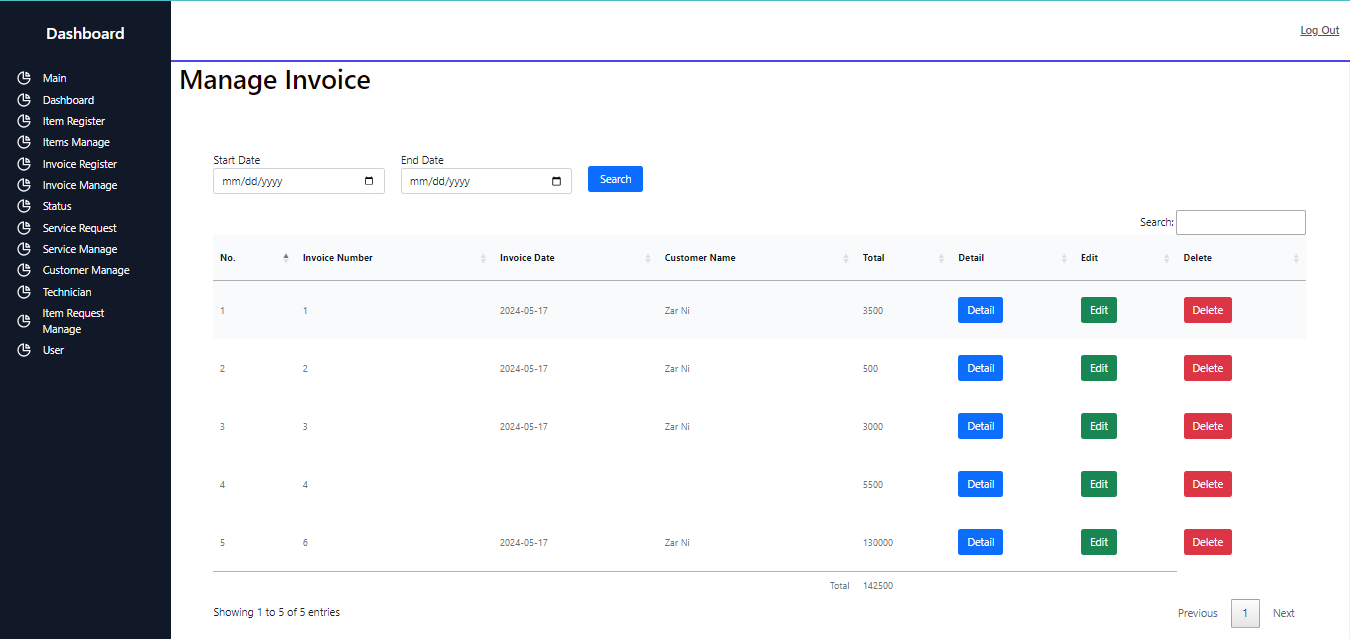 Dashboard
Main
Dashboard
Item Register
Items Manage
Invoice Register
Invoice Manage
Status
Service Request
Service Manage
Customer Manage
Technician
Item Request
Manage
User
Log Out
Manage Invoice
Start Date End Date
mm/dd/yyyy mm/dd/yyyy Search
Search:
No. Invoice Number Invoice Date Customer Name Total Detail Edit Delete
1 1 2024-05-17 Zar Ni 3500 Detail Edit Delete
2 2 2024-05-17 Zar Ni 500 Detail Edit Delete
3 3 2024-05-17 Zar Ni 3000 Detail Edit Delete
4 4 5500 Detail Edit Delete
5 6 2024-05-17 Zar Ni 130000 Detail Edit Delete
Total 142500
Showing 1 to 5 of 5 entries
Previous 1 Next